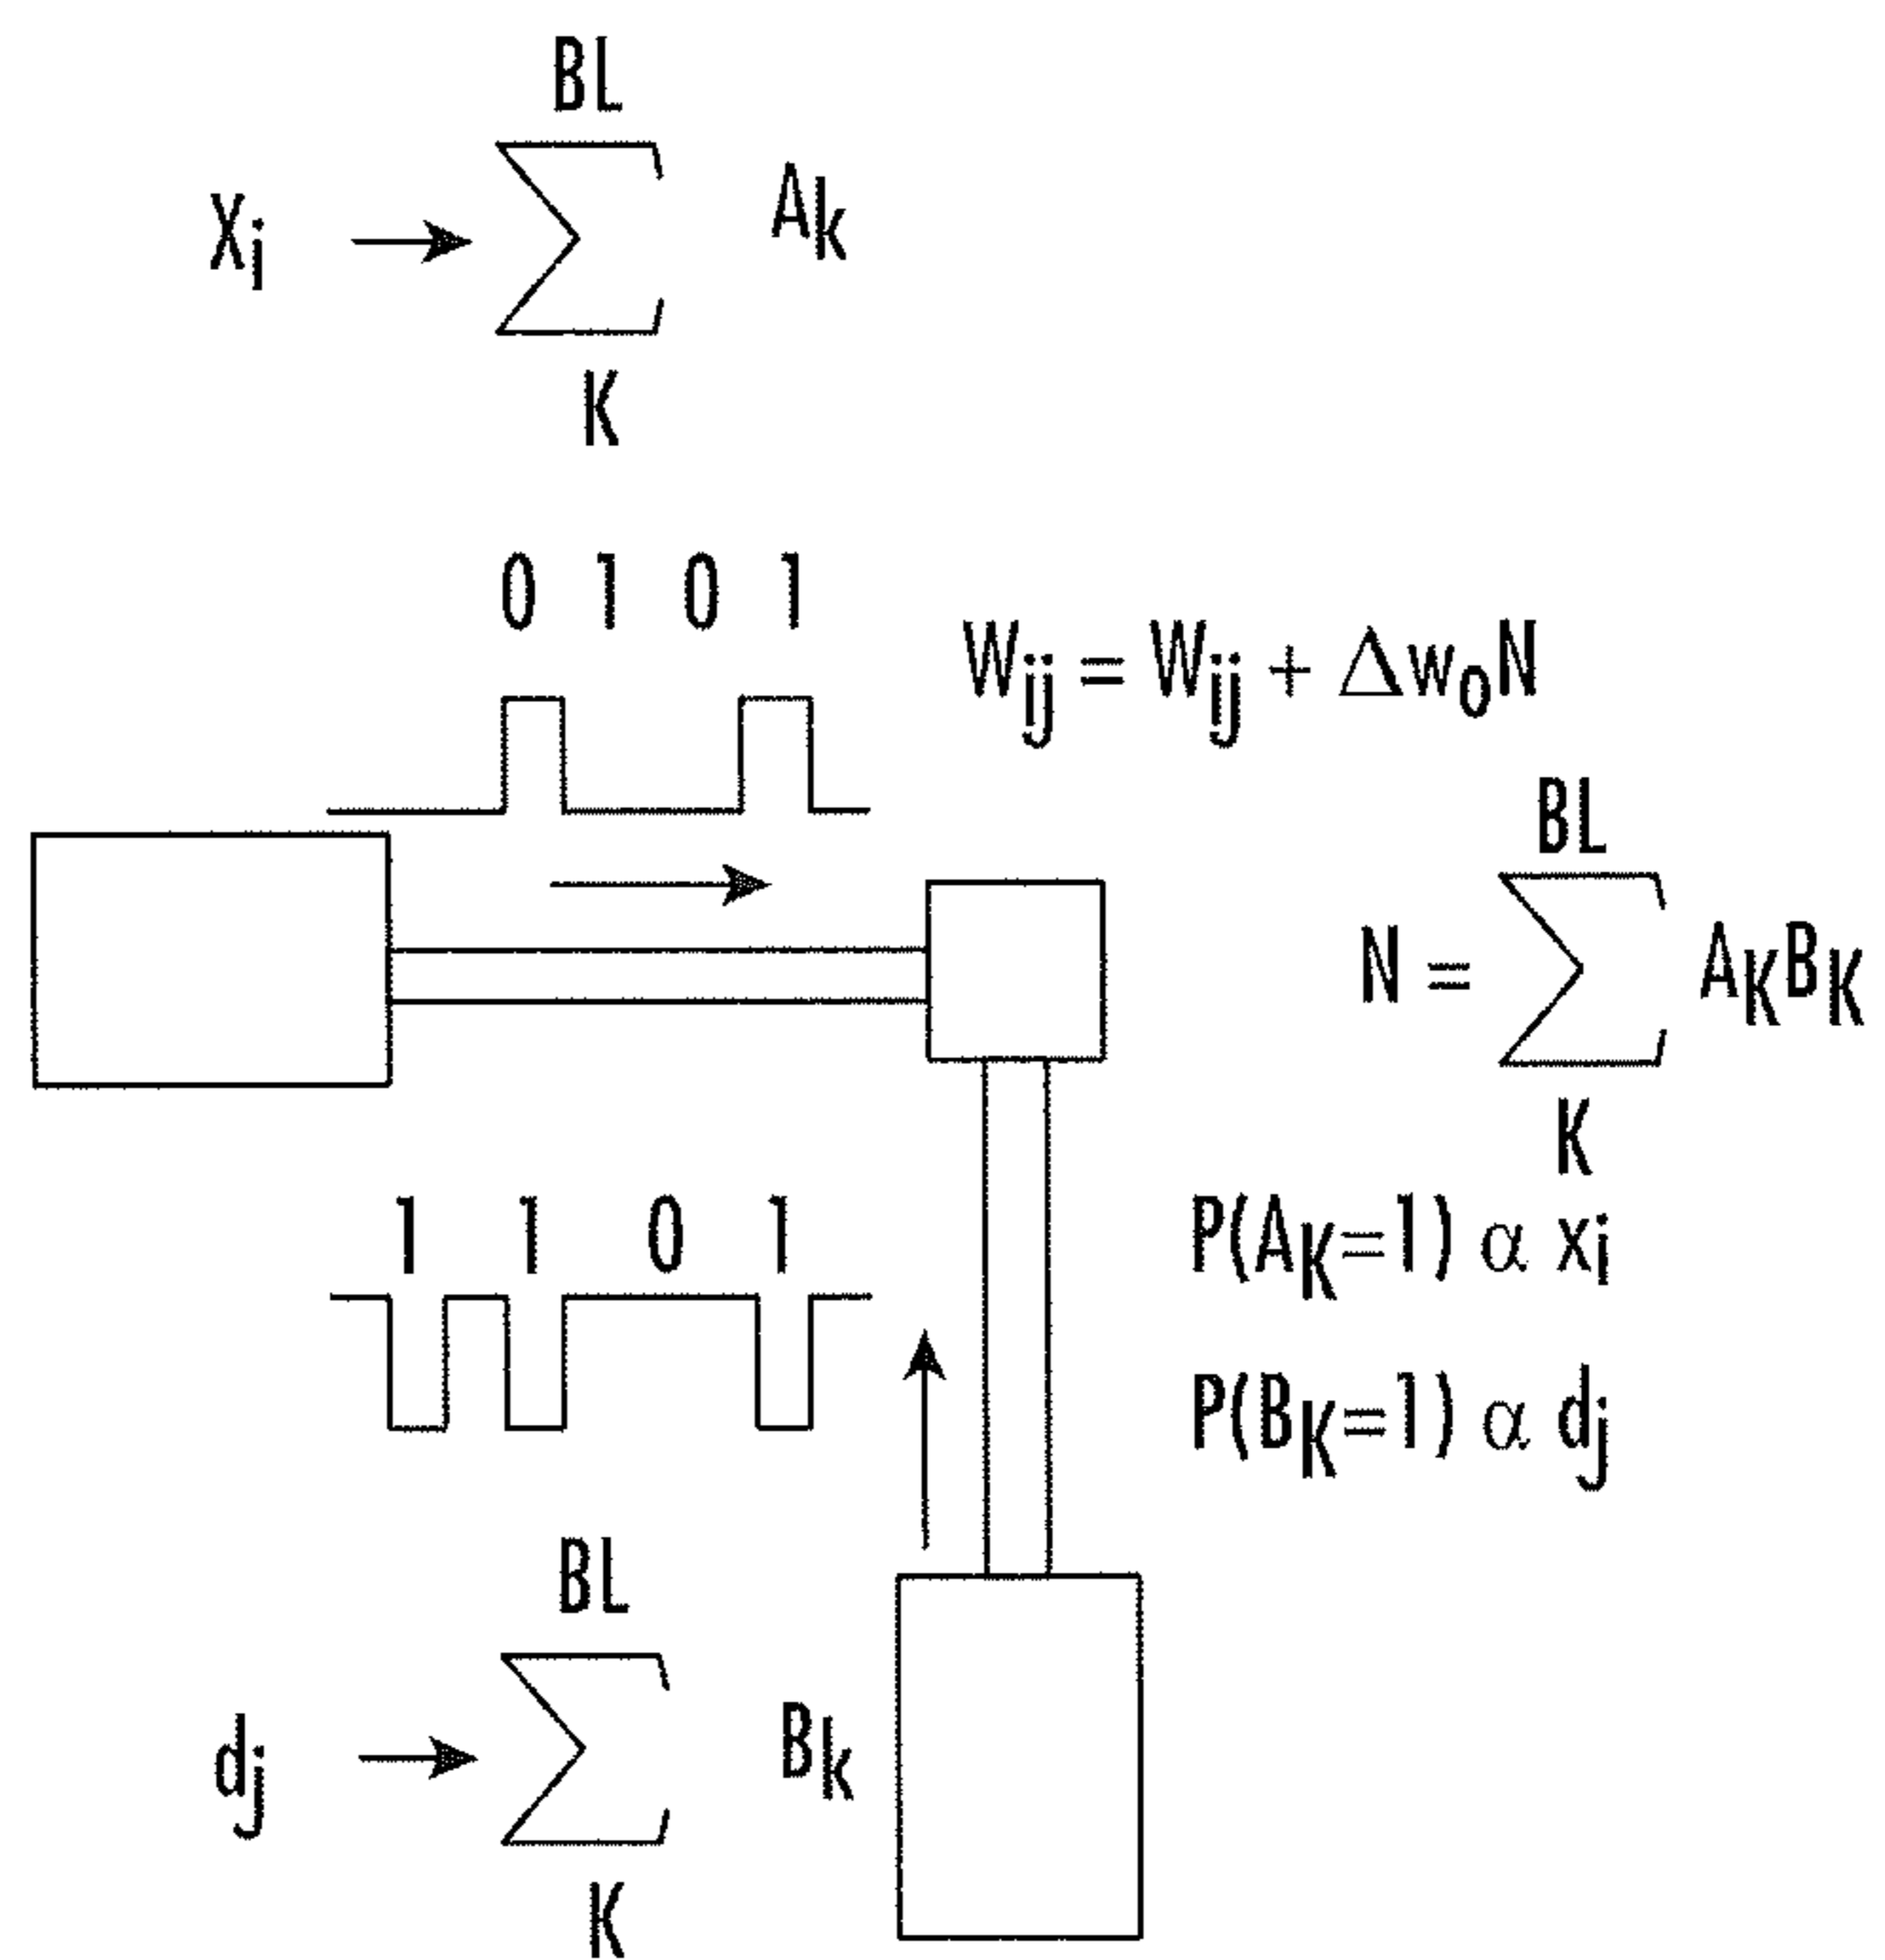 BL
Xi → ∑ Ak
K
0 1 0 1
Wij = Wij + Δw0N
BL
N = ∑ AKBK
K
1 1 0 1
P(AK=1) α xi
P(BK=1) α dj
BL
dj → ∑ Bk
K